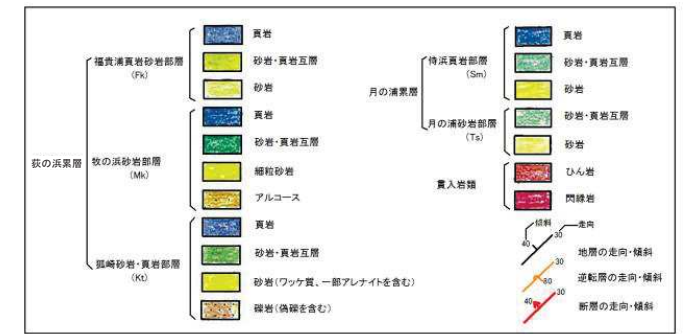 荻の浜累層
福貴浦頁岩砂岩部層
(Fk)
頁岩
砂岩・頁岩互層
砂岩
牧の浜砂岩部層
(Mk)
頁岩
砂岩・頁岩互層
細粒砂岩
アルコース
狐崎砂岩・頁岩部層
(Kt)
頁岩
砂岩・頁岩互層
砂岩(ワッケ質、一部アレナイトを含む)
礫岩(偽礫を含む)
月の浦累層
侍浜頁岩部層
(Sm)
頁岩
砂岩・頁岩互層
砂岩
月の浦砂岩部層
(Ts)
砂岩・頁岩互層
砂岩
貫入岩類
ひん岩
閃緑岩
傾斜
走向
40
30
地層の走向・傾斜
30
80
逆転層の走向・傾斜
40
30
断層の走向・傾斜